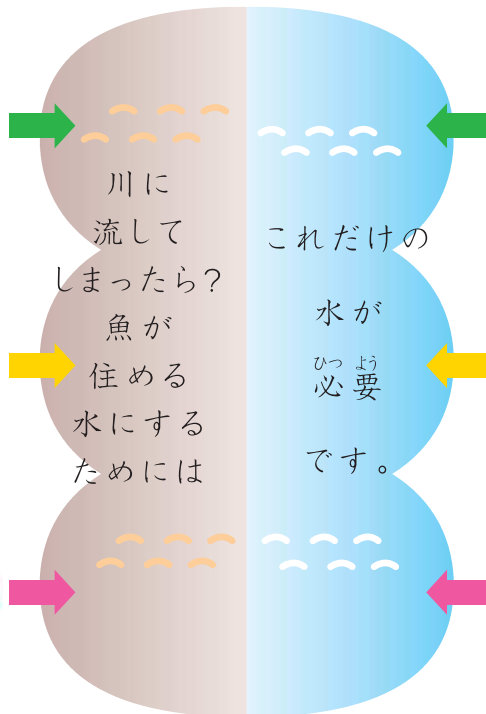 川に
流して
しまったら？
魚が
住める
水にする
ためには
これだけの
水が
ひつ よう
必要
です。